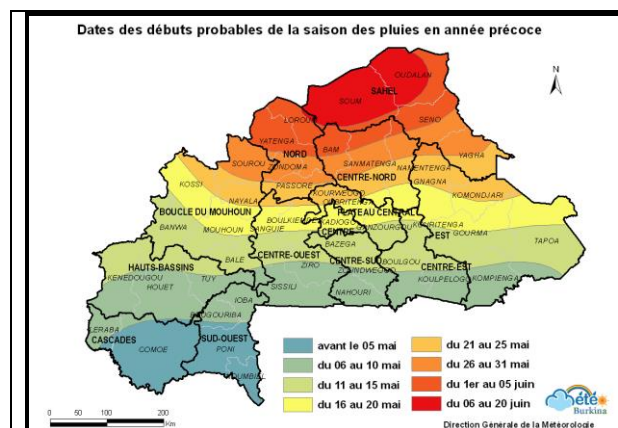 Dates des débuts probables de la saison des pluies en année précoce
N
OUDALAN
SAHEL
SOUM
LOROUM
SENO
YATENGA
BAM
NORD
SANMATENGA
SOUROU
ZONDOMA
NAMENTENGA
YAGHA
CENTRE-NORD
KOSSI
PASSORE
GNAGNA
KOURWEOGO
KOMONDJARI
NAYALA
OUBRITENGA
BOUCLE DU MOUHOUN
BOULKIEMDE
PLATEAU CENTRAL
KADIOGO
KOURITENGA
BANWA
MOUHOUN
SANGUIE
CENTRE
GANZOURGOU
EST
GOURMA
BAZEGA
TAPOA
BALE
CENTRE-OUEST
CENTRE-SUD
HAUTS-BASSINS
ZIRO
BOULGOU
CENTRE-EST
KENEDOUGOU
TUY
ZOUNDWEOGO
HOUET
SISSILI
KOULPELOGO
KOMPIENGA
IOBA
NAHOURI
BOUGOURIBA
LERABA
CASCADES
SUD-OUEST
COMOE
PONI
NOUMBIEL
avant le 05 mai
du 06 au 10 mai
du 11 au 15 mai
du 16 au 20 mai
du 21 au 25 mai
du 26 au 31 mai
du 1er au 05 juin
du 06 au 20 juin
0 50 100 200
Km
Météo
Burkina
Direction Générale de la Météorologie